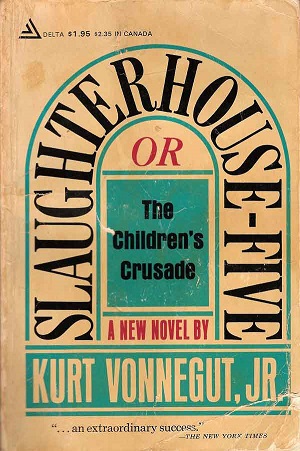 DELTA $1.95 $2.35 IN CANADA
SLAUGHTERHOUSE-FIVE
OR
The
Children's
Crusade
A NEW NOVEL BY
KURT VONNEGUT, JR.
"... an extraordinary success."
—THE NEW YORK TIMES